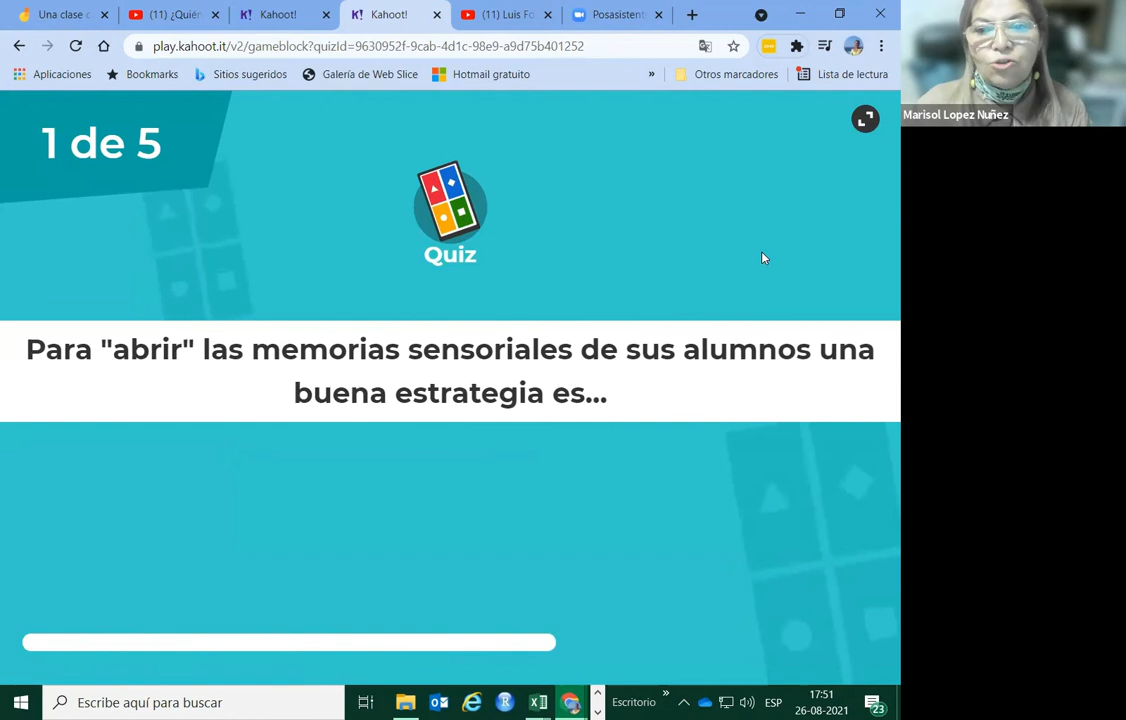 Una clase c
(11) ¿Quién
Kahoot!
Kahoot!
(11) Luis Fo
Posasistent
play.kahoot.it/v2/gameblock?quizId=9630952f-9cab-4d1c-98e9-a9d75b401252
Aplicaciones
Bookmarks
Sitios sugeridos
Galería de Web Slice
Hotmail gratuito
»
Otros marcadores
Lista de lectura
Marisol Lopez Nuñez
1 de 5
Quiz
Para "abrir" las memorias sensoriales de sus alumnos una
buena estrategia es...
Escribe aquí para buscar
Escritorio
»
ESP
17:51
26-08-2021
23